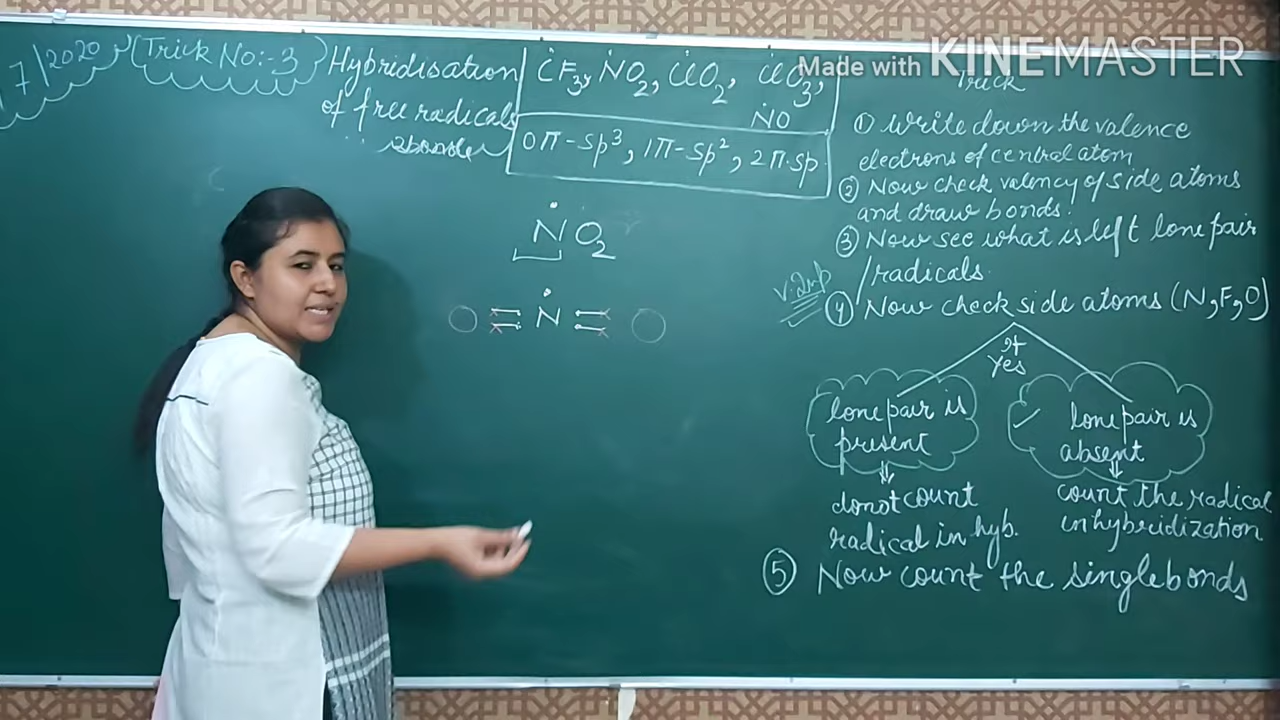 7/2020
(Trick No:-3)
Hybridisation
of free radicals
ĊF3, ṄO2, ĊlO2, ĊlO3,
ṄO
0π-sp³, 1π-sp², 2π.sp.
ṄO2
O = Ṅ = O
Made with KINEMASTER
Trick
① Write down the valence
electrons of central atom
② Now check valency of side atoms
and draw bonds.
③ Now see what is left lone pair
/radicals.
v.Imp
④ Now check side atoms (N,F,O)
If
Yes
lone pair is
present
donot count
radical in hyb.
✓ lone pair is
absent
count the radical
in hybridization
⑤ Now count the single bonds